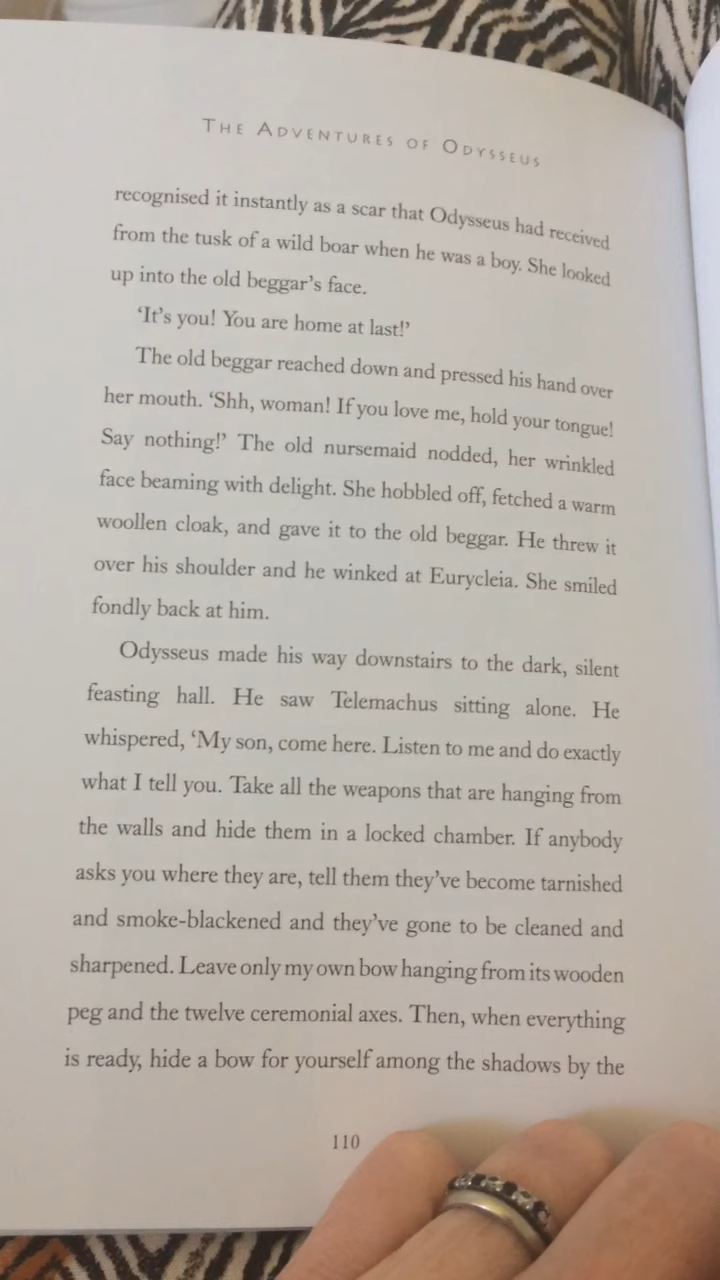 THE ADVENTURES OF ODYSSEUS
recognised it instantly as a scar that Odysseus had received
from the tusk of a wild boar when he was a boy. She looked
up into the old beggar's face.
‘It's you! You are home at last!’
The old beggar reached down and pressed his hand over
her mouth. ‘Shh, woman! If you love me, hold your tongue!
Say nothing!’ The old nursemaid nodded, her wrinkled
face beaming with delight. She hobbled off, fetched a warm
woollen cloak, and gave it to the old beggar. He threw it
over his shoulder and he winked at Eurycleia. She smiled
fondly back at him.
Odysseus made his way downstairs to the dark, silent
feasting hall. He saw Telemachus sitting alone. He
whispered, ‘My son, come here. Listen to me and do exactly
what I tell you. Take all the weapons that are hanging from
the walls and hide them in a locked chamber. If anybody
asks you where they are, tell them they've become tarnished
and smoke-blackened and they've gone to be cleaned and
sharpened. Leave only my own bow hanging from its wooden
peg and the twelve ceremonial axes. Then, when everything
is ready, hide a bow for yourself among the shadows by the
110